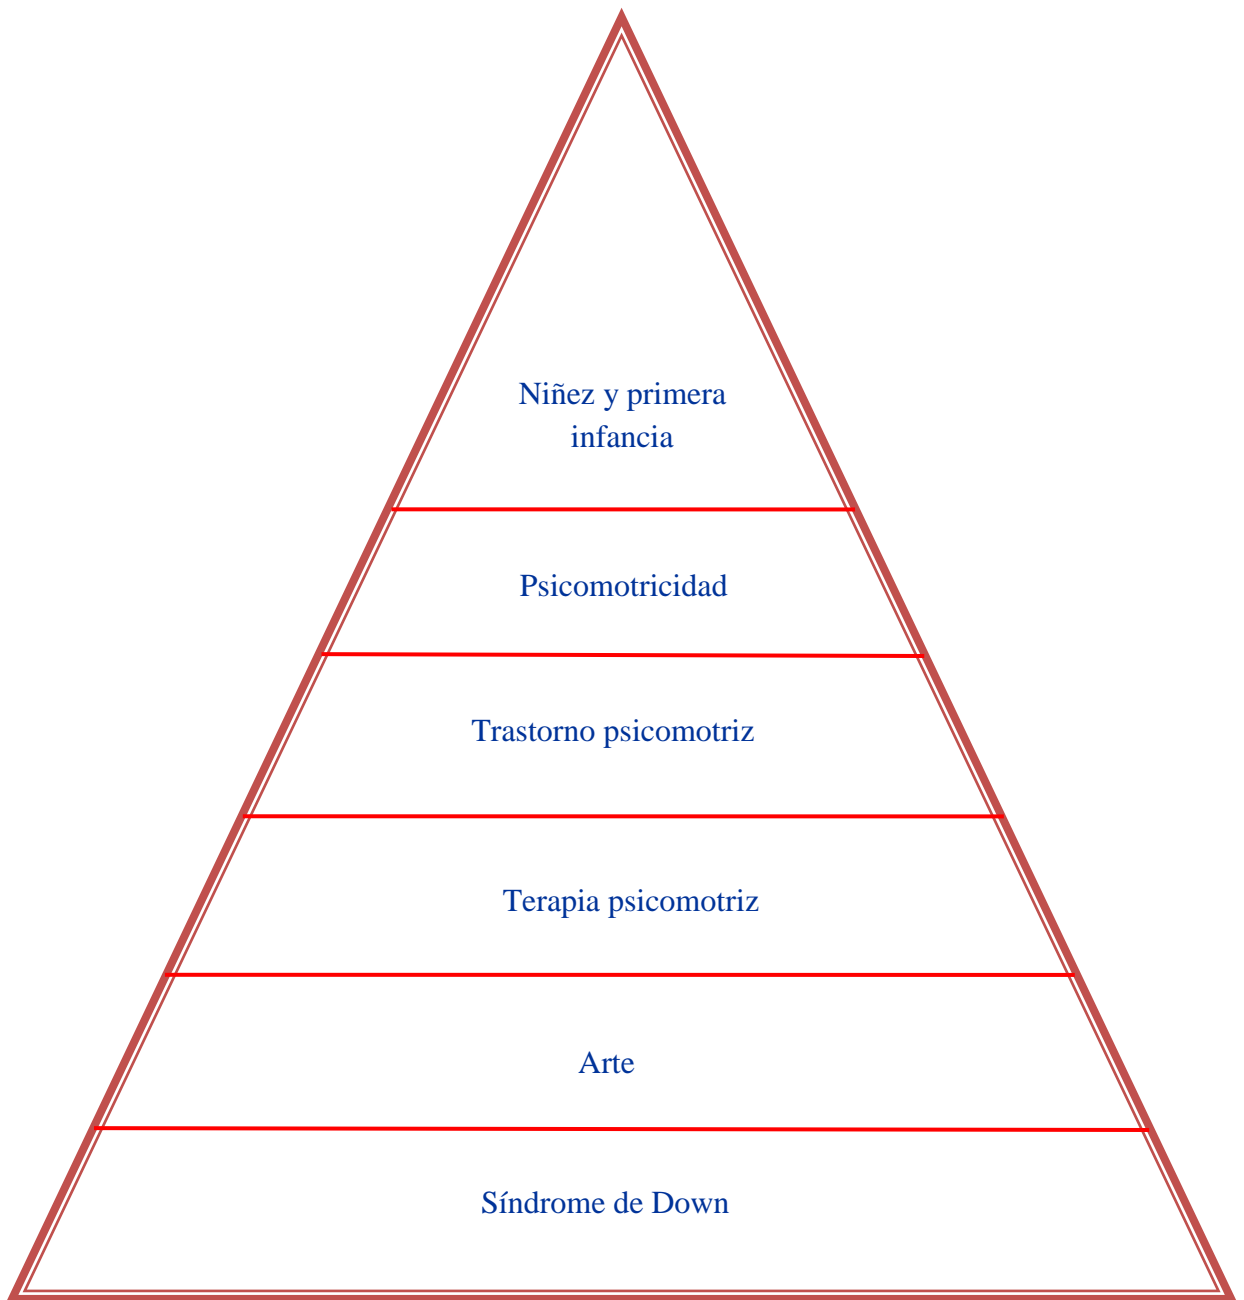 Niñez y primera
infancia
Psicomotricidad
Trastorno psicomotriz
Terapia psicomotriz
Arte
Síndrome de Down